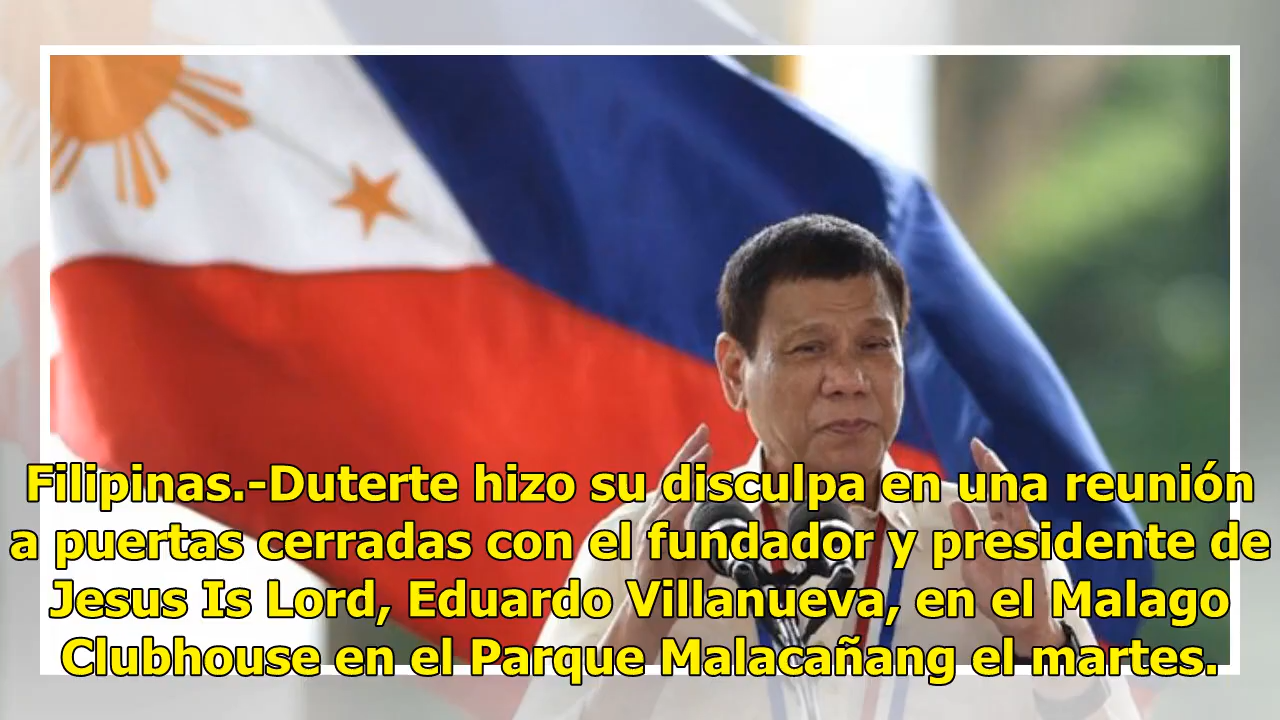 Filipinas.-Duterte hizo su disculpa en una reunión
a puertas cerradas con el fundador y presidente de
Jesus Is Lord, Eduardo Villanueva, en el Malago
Clubhouse en el Parque Malacañang el martes.